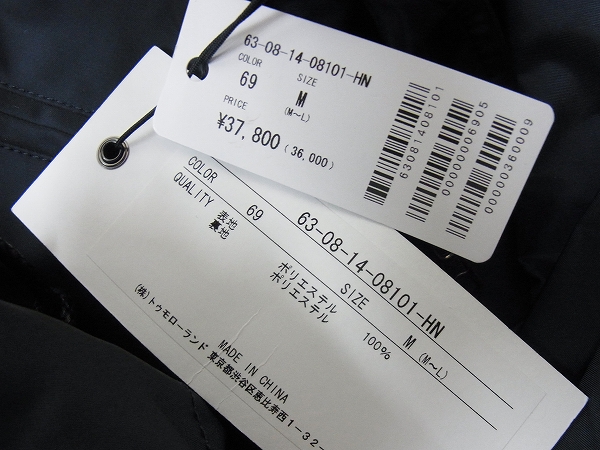 63-08-14-08101-HN
COLOR SIZE
69 M
(M~L)
PRICE
¥37,800 (36,000)
63081408101
00000006905
00000360009
63-08-14-08101-HN
COLOR 69 SIZE M (M~L)
QUALITY
表地 ポリエステル 100%
裏地 ポリエステル
MADE IN CHINA
(株)トゥモローランド 東京都渋谷区恵比寿西1-32-